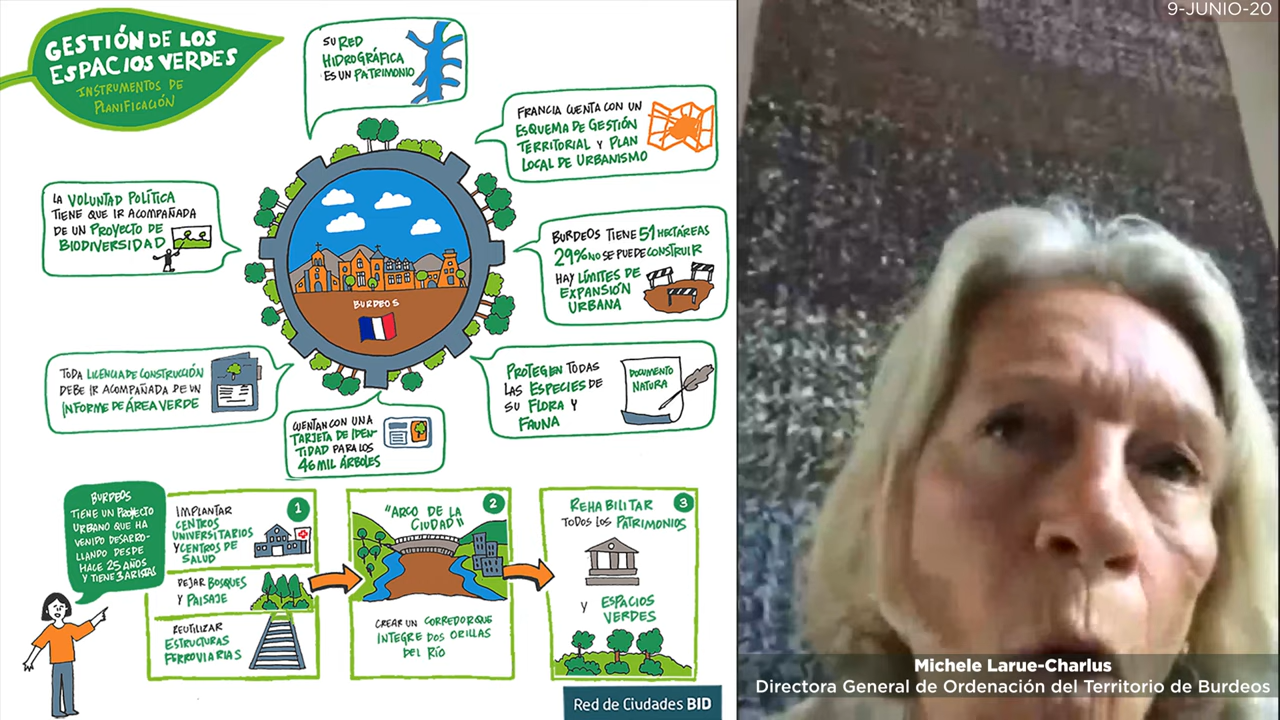 GESTIÓN DE LOS
ESPACIOS VERDES
INSTRUMENTOS DE
PLANIFICACIÓN
SU RED
HIDROGRÁFICA
ES UN PATRIMONIO
FRANCIA CUENTA CON UN
ESQUEMA DE GESTIÓN
TERRITORIAL Y PLAN
LOCAL DE URBANISMO
LA VOLUNTAD POLÍTICA
TIENE QUE IR ACOMPAÑADA
DE UN PROYECTO DE
BIODIVERSIDAD
BURDEOS TIENE 51 HECTÁREAS
29% NO SE PUEDE CONSTRUIR
HAY LÍMITES DE
EXPANSIÓN
URBANA
BURDEOS
TODA LICENCIA DE CONSTRUCCIÓN
DEBE IR ACOMPAÑADA DE UN
INFORME DE ÁREA VERDE
PROTEGEN TODAS
LAS ESPECIES DE
SU FLORA Y
FAUNA
DOCUMENTO
NATURA
CUENTAN CON UNA
TARJETA DE IDEN-
TIDAD PARA LOS
46 MIL ÁRBOLES
BURDEOS
TIENE UN PROYECTO
URBANO QUE HA
VENIDO DESARRO-
LLANDO DESDE
HACE 25 AÑOS
Y TIENE 3 ARISTAS
1
IMPLANTAR
CENTROS
UNIVERSITARIOS
Y CENTROS DE
SALUD
DEJAR BOSQUES
Y PAISAJE
REUTILIZAR
ESTRUCTURAS
FERROVIARIAS
2
"ARCO DE LA
CIUDAD"
CREAR UN CORREDOR QUE
INTEGRE DOS ORILLAS
DEL RÍO
3
REHABILITAR
TODOS LOS PATRIMONIOS
Y ESPACIOS
VERDES
Red de Ciudades BID
9-JUNIO-20
Michele Larue-Charlus
Directora General de Ordenación del Territorio de Burdeos